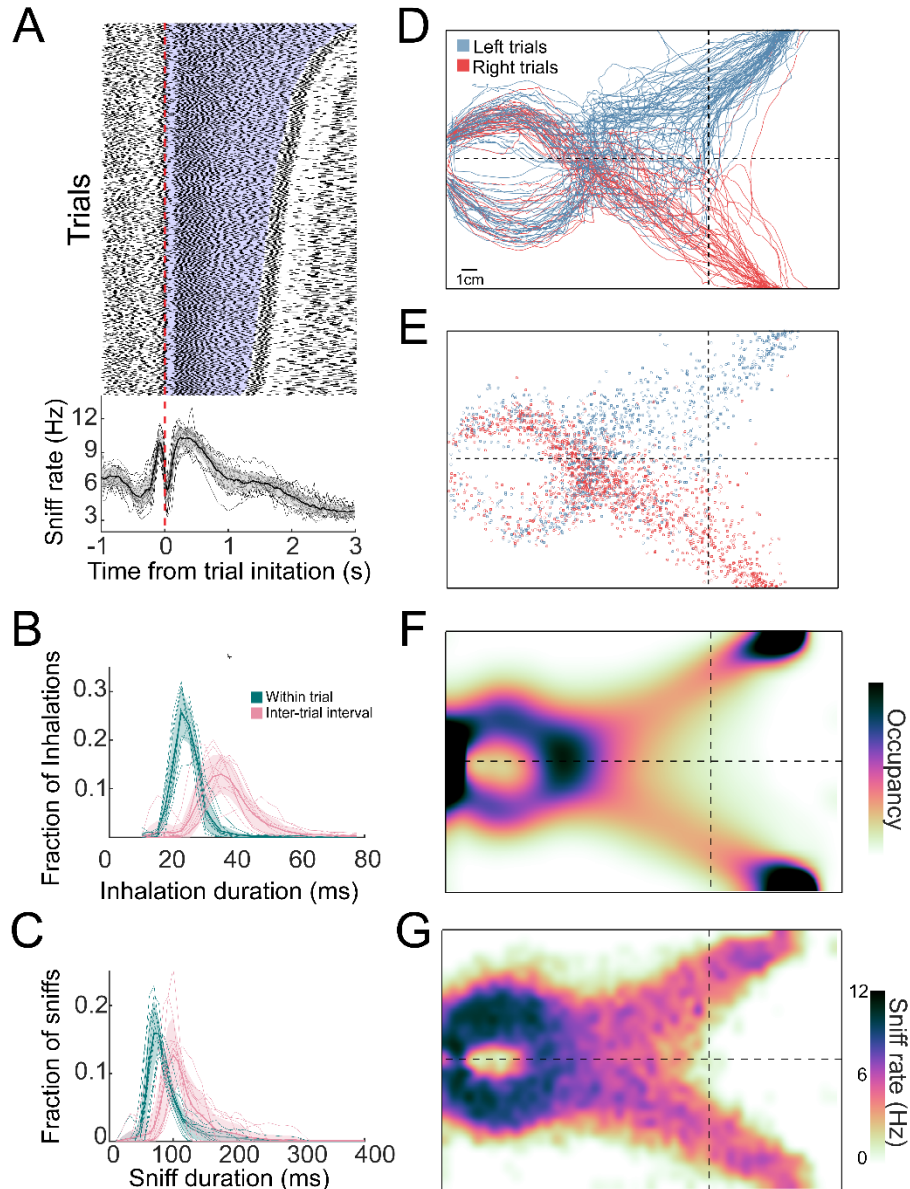 A
Trials
Sniff rate (Hz)
12
9
6
3
-1 0 1 2 3
Time from trial initation (s)
B
Fraction of Inhalations
0.3
0.2
0.1
Within trial
Inter-trial interval
0 20 40 60 80
Inhalation duration (ms)
C
Fraction of sniffs
0.2
0.1
0
0 100 200 300 400
Sniff duration (ms)
D
Left trials
Right trials
1cm
E
F
Occupancy
G
12
6
0
Sniff rate (Hz)